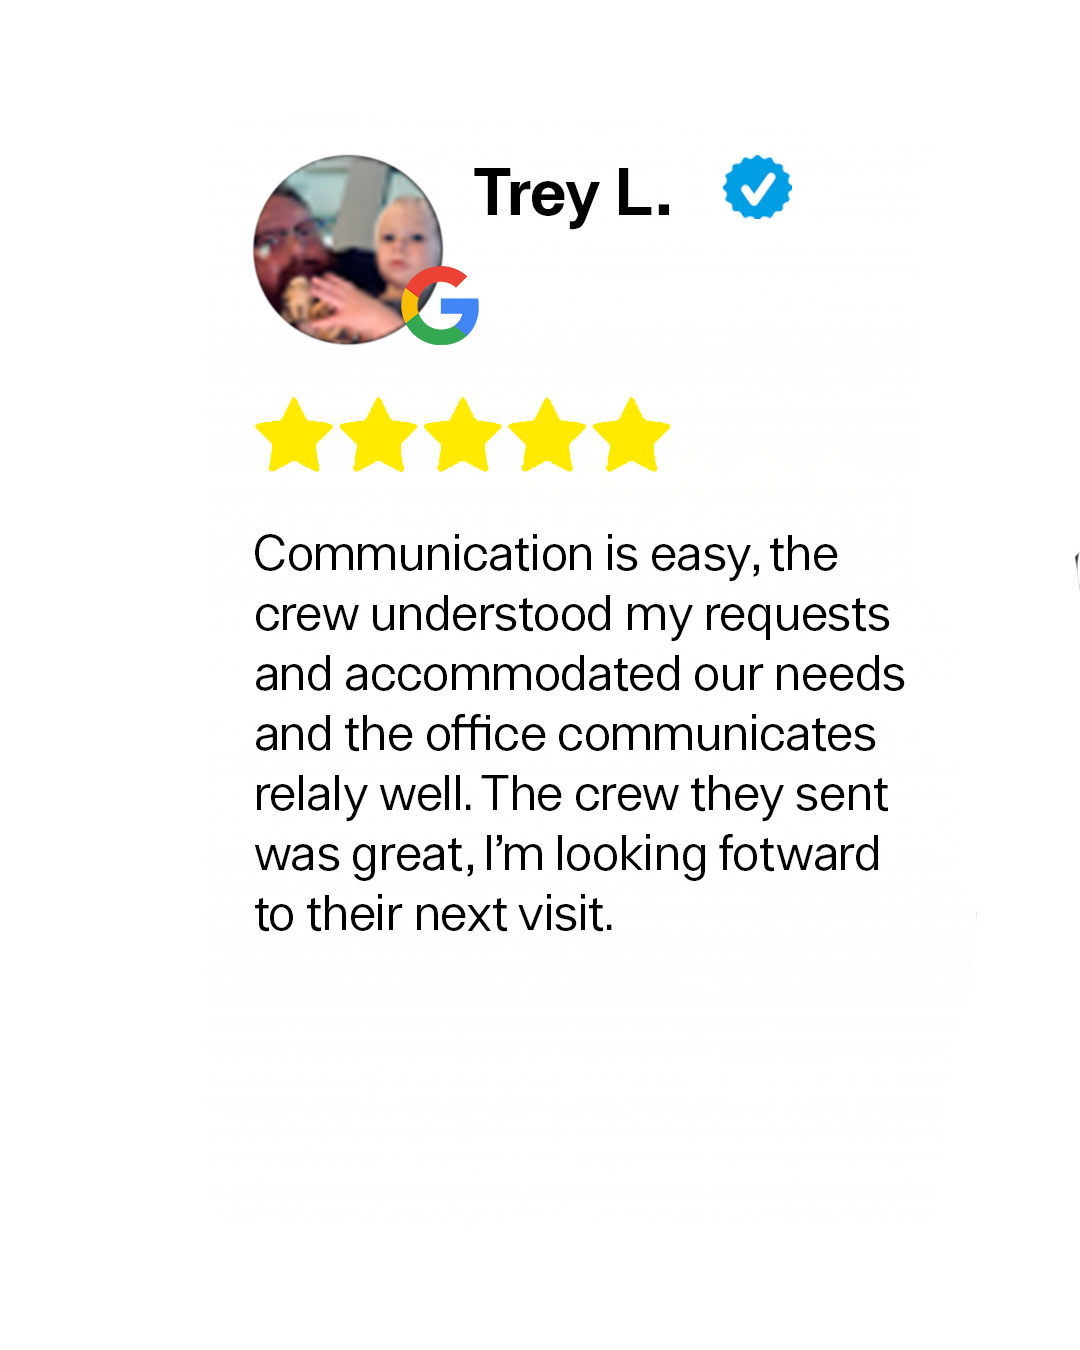 Trey L.
Communication is easy, the
crew understood my requests
and accommodated our needs
and the office communicates
relaly well. The crew they sent
was great, I’m looking fotward
to their next visit.